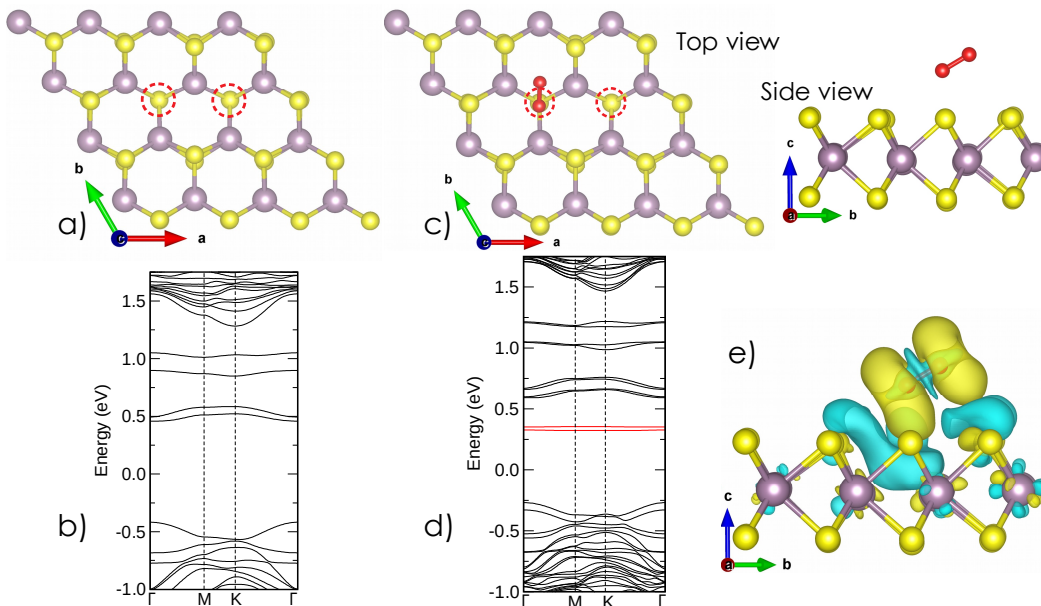 a)
b
c
a
c)
Top view
b
c
a
Side view
c
a
b
b)
Energy (eV)
1.5
1.0
0.5
0.0
-0.5
-1.0
Γ M K Γ
d)
Energy (eV)
1.5
1.0
0.5
0.0
-0.5
-1.0
Γ M K Γ
e)
c
a
b